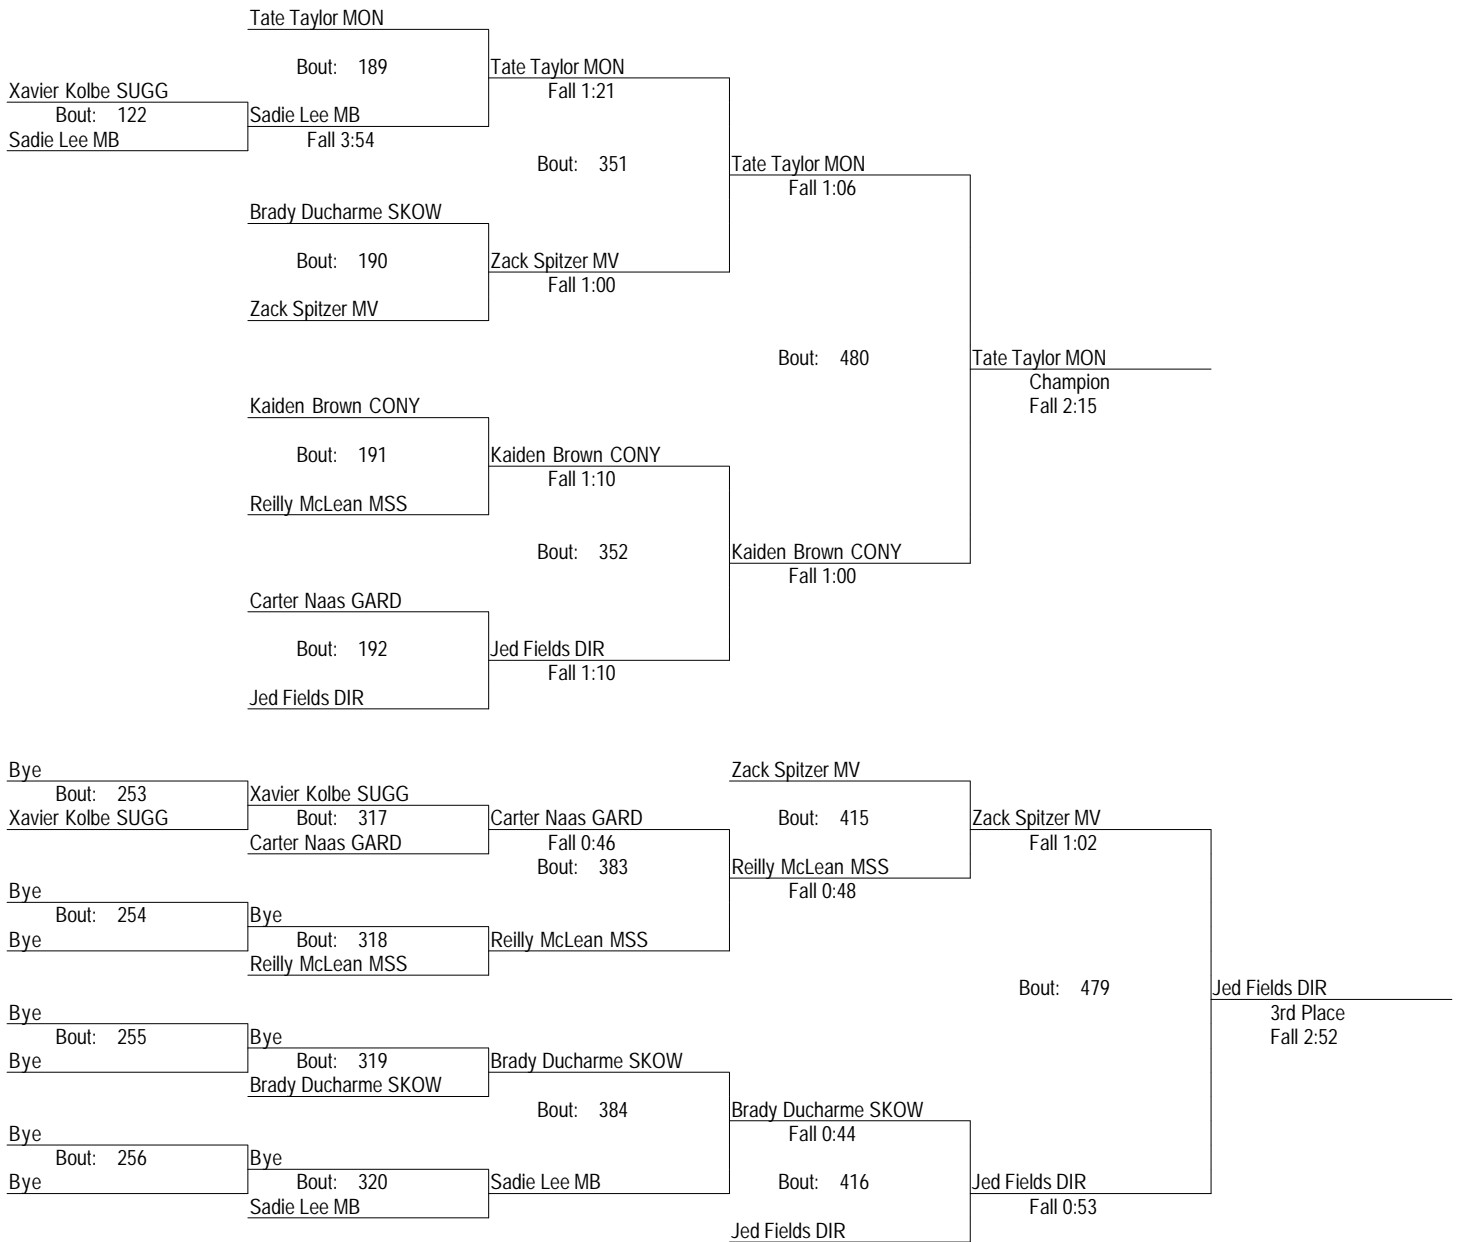 Tate Taylor MON
Bout: 189
Tate Taylor MON
Xavier Kolbe SUGG
Fall 1:21
Bout: 122
Sadie Lee MB
Sadie Lee MB
Fall 3:54
Bout: 351
Tate Taylor MON
Fall 1:06
Brady Ducharme SKOW
Bout: 190
Zack Spitzer MV
Fall 1:00
Zack Spitzer MV
Bout: 480
Tate Taylor MON
Champion
Kaiden Brown CONY
Fall 2:15
Bout: 191
Kaiden Brown CONY
Fall 1:10
Reilly McLean MSS
Bout: 352
Kaiden Brown CONY
Fall 1:00
Carter Naas GARD
Bout: 192
Jed Fields DIR
Fall 1:10
Jed Fields DIR
Bye
Zack Spitzer MV
Bout: 253
Xavier Kolbe SUGG
Xavier Kolbe SUGG
Bout: 317
Carter Naas GARD
Bout: 415
Zack Spitzer MV
Carter Naas GARD
Fall 0:46
Fall 1:02
Bout: 383
Reilly McLean MSS
Bye
Fall 0:48
Bout: 254
Bye
Bye
Bout: 318
Reilly McLean MSS
Reilly McLean MSS
Bout: 479
Jed Fields DIR
Bye
3rd Place
Bout: 255
Bye
Fall 2:52
Bye
Bout: 319
Brady Ducharme SKOW
Brady Ducharme SKOW
Bout: 384
Brady Ducharme SKOW
Bye
Fall 0:44
Bout: 256
Bye
Bye
Bout: 320
Sadie Lee MB
Bout: 416
Jed Fields DIR
Sadie Lee MB
Fall 0:53
Jed Fields DIR